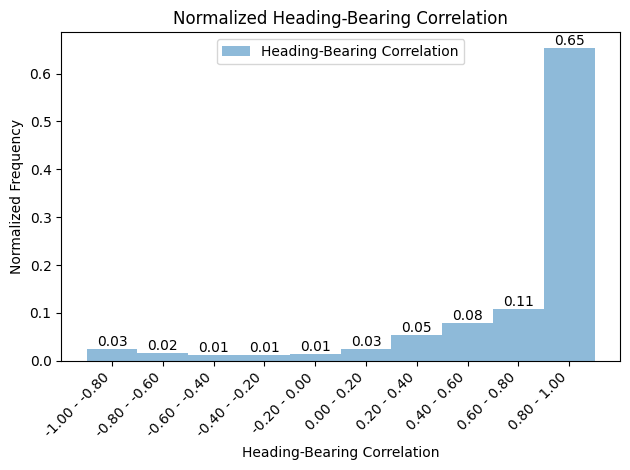 Normalized Heading-Bearing Correlation
Heading-Bearing Correlation
Normalized Frequency
0.6
0.5
0.4
0.3
0.2
0.1
0.0
0.03
0.02
0.01
0.01
0.01
0.03
0.05
0.08
0.11
0.65
-1.00 - -0.80
-0.80 - -0.60
-0.60 - -0.40
-0.40 - -0.20
-0.20 - 0.00
0.00 - 0.20
0.20 - 0.40
0.40 - 0.60
0.60 - 0.80
0.80 - 1.00
Heading-Bearing Correlation